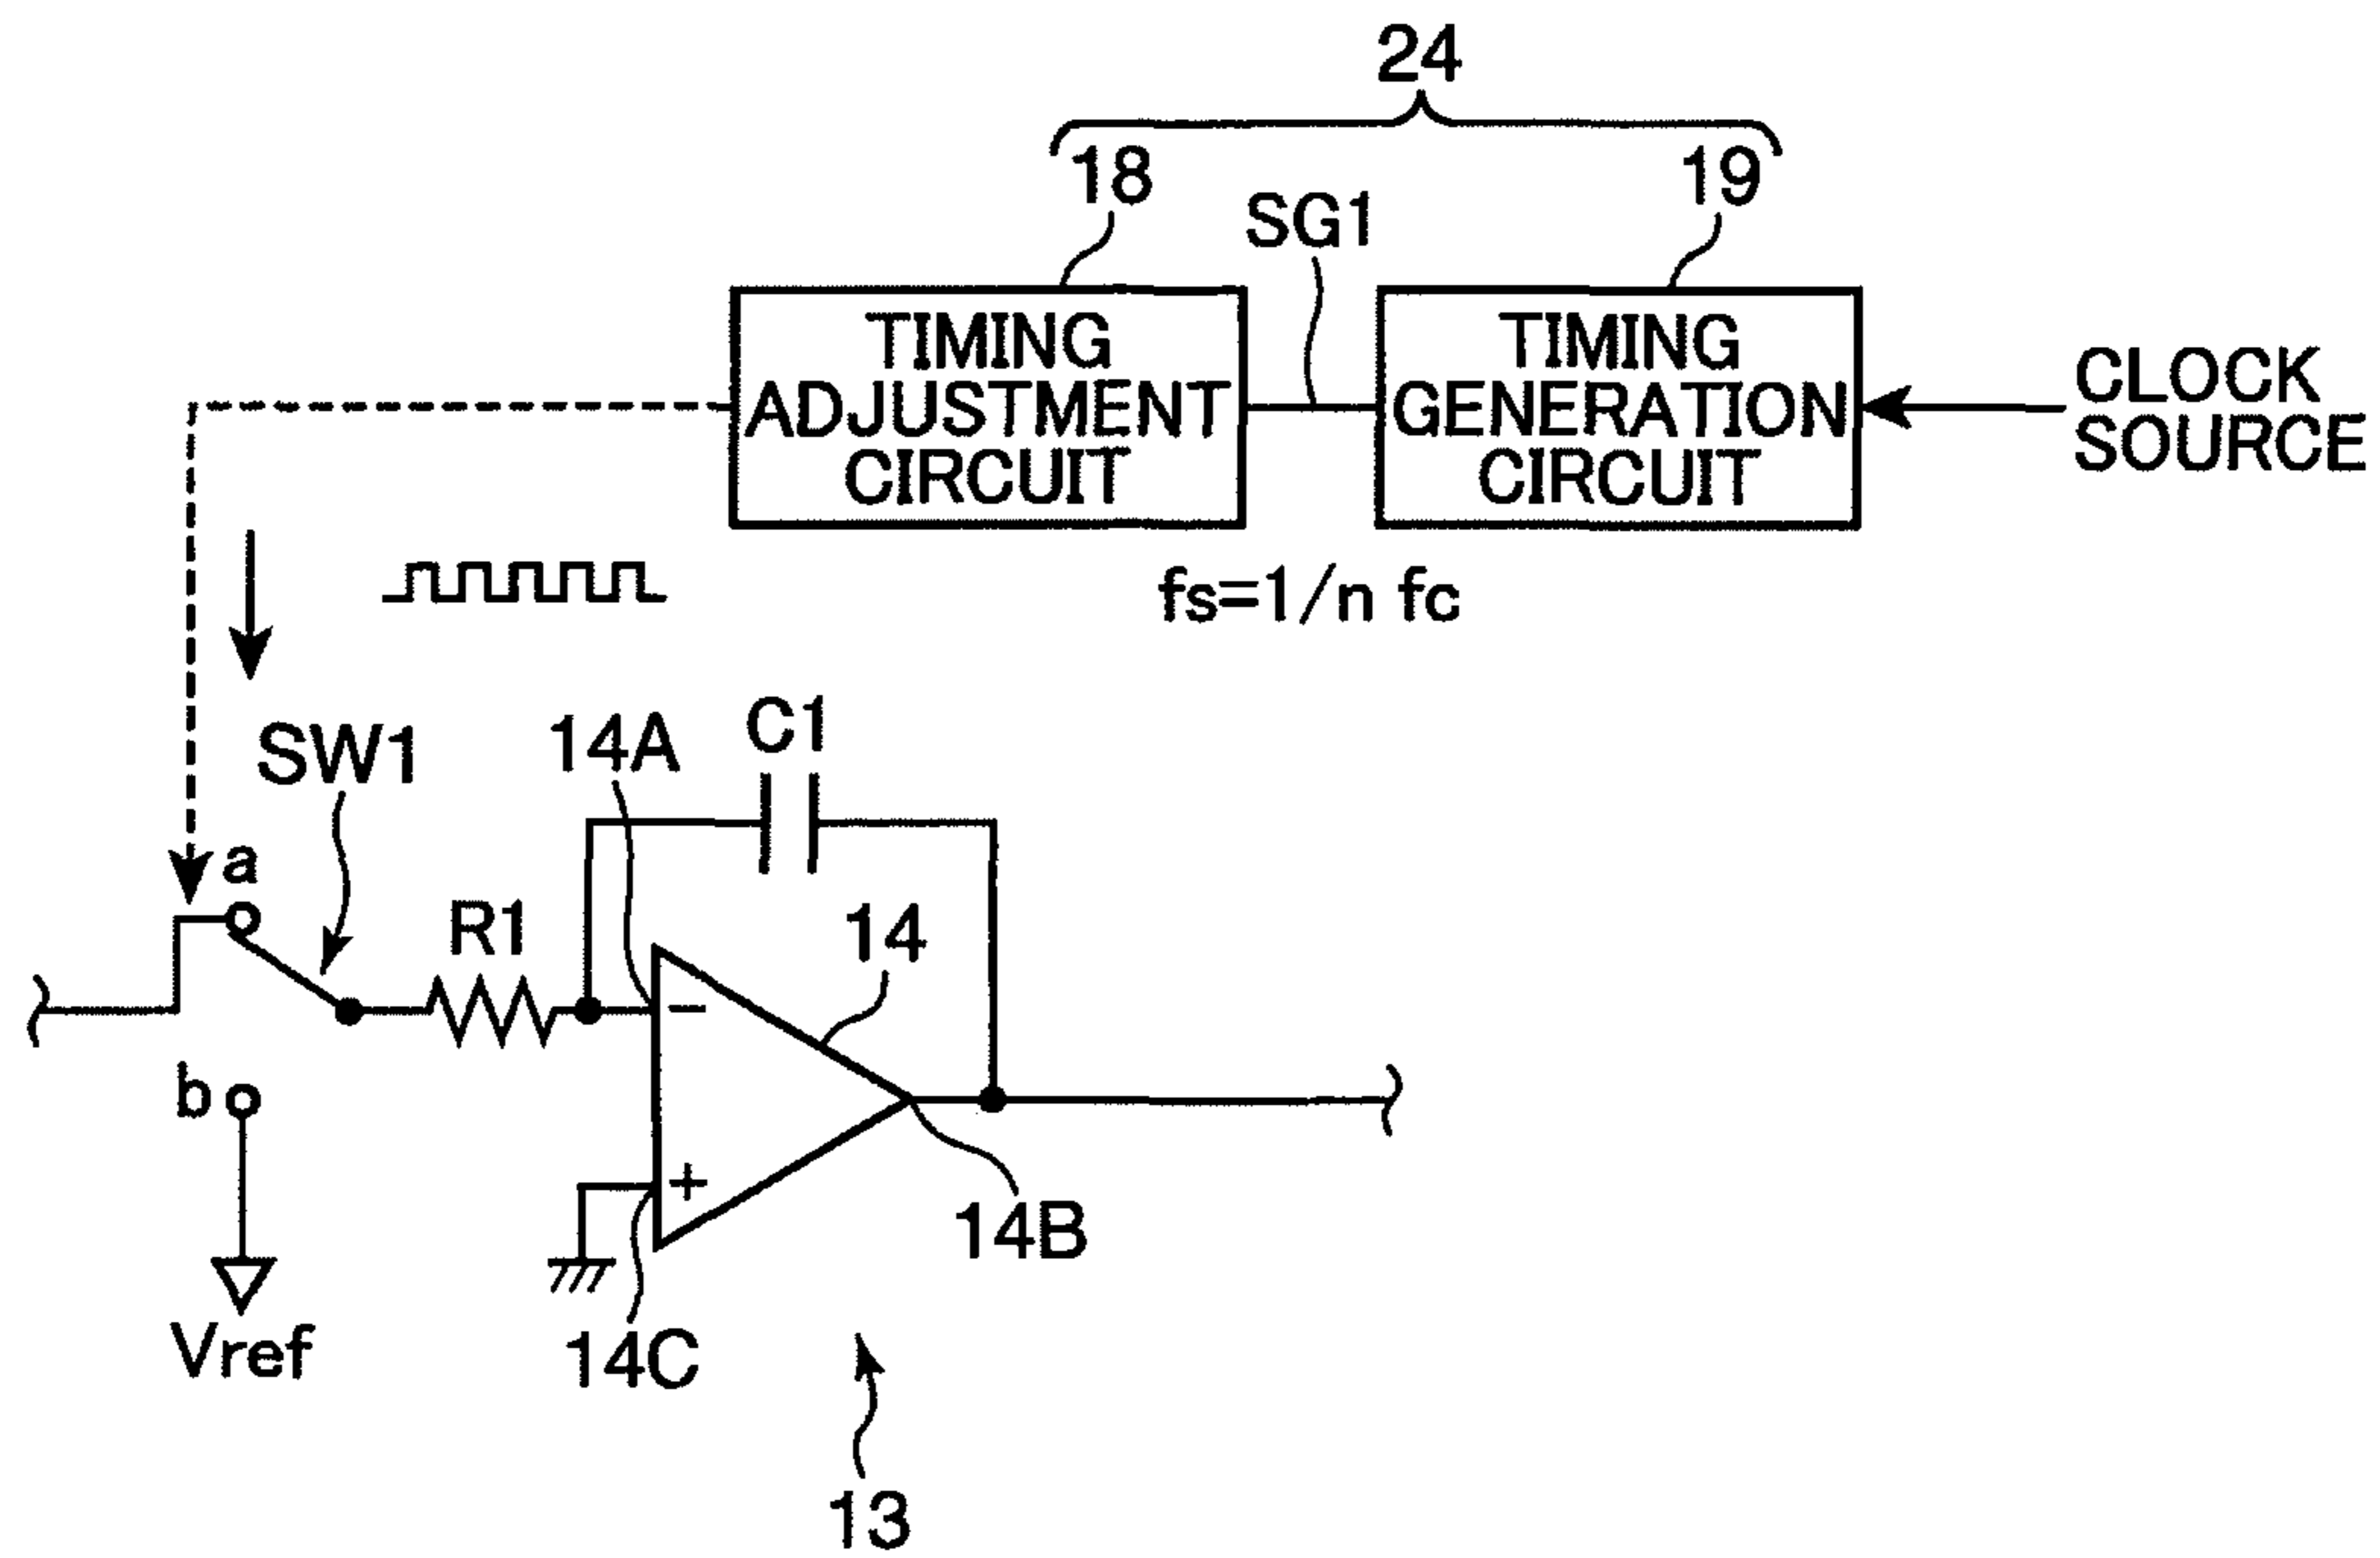 24
18
19
SG1
TIMING
ADJUSTMENT
CIRCUIT
TIMING
GENERATION
CIRCUIT
CLOCK
SOURCE
fs=1/n fc
SW1
14A
C1
a
R1
14
−
b
+
14B
Vref
14C
13